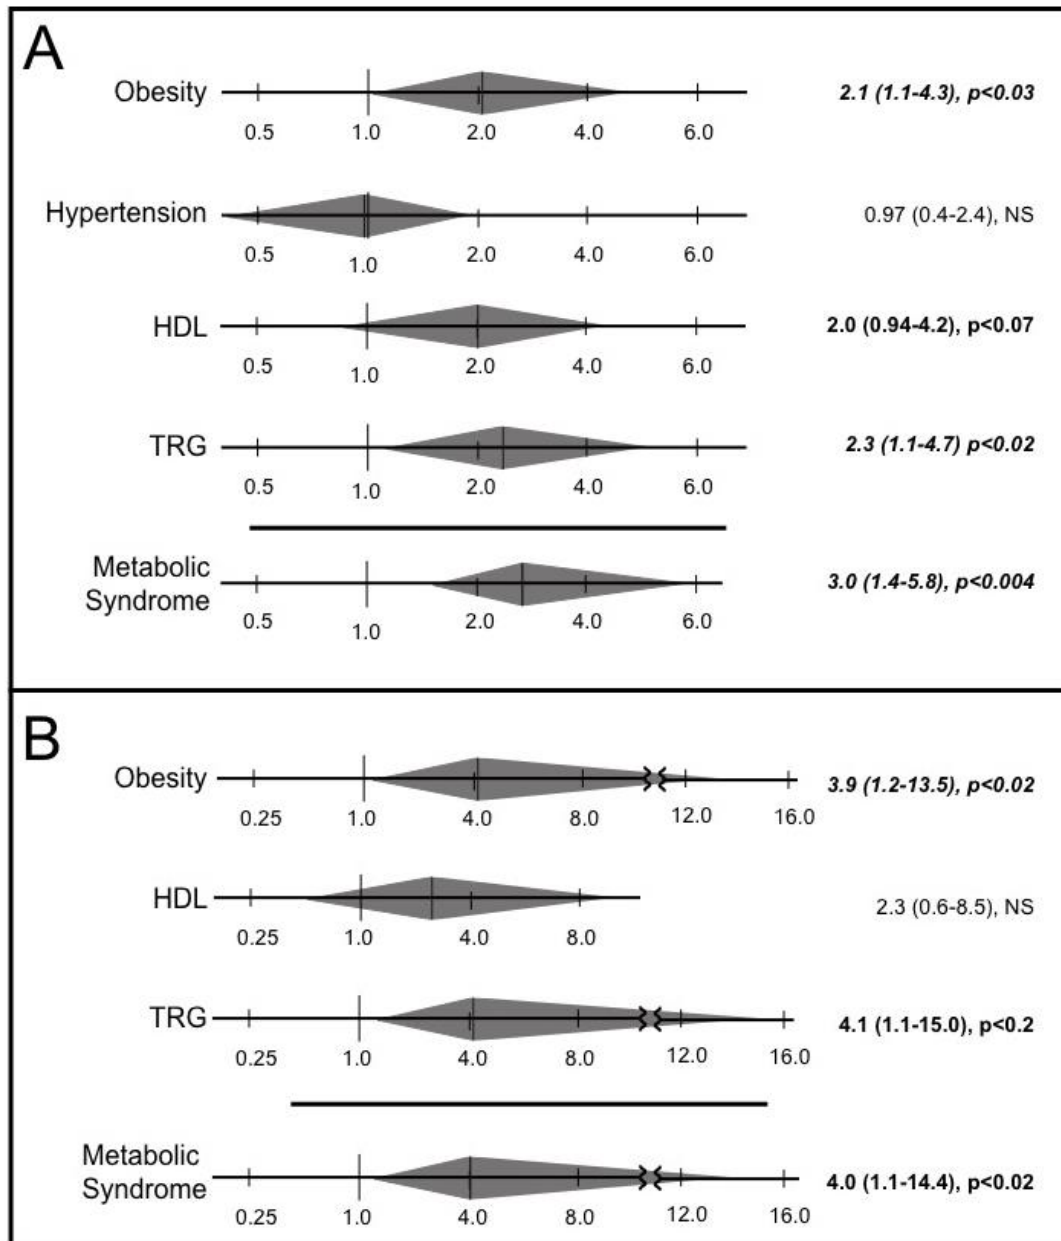 A
Obesity
2.1 (1.1-4.3), p<0.03
0.5 1.0 2.0 4.0 6.0
Hypertension
0.97 (0.4-2.4), NS
0.5 1.0 2.0 4.0 6.0
HDL
2.0 (0.94-4.2), p<0.07
0.5 1.0 2.0 4.0 6.0
TRG
2.3 (1.1-4.7) p<0.02
0.5 1.0 2.0 4.0 6.0
Metabolic
Syndrome
3.0 (1.4-5.8), p<0.004
0.5 1.0 2.0 4.0 6.0
B
Obesity
3.9 (1.2-13.5), p<0.02
0.25 1.0 4.0 8.0 12.0 16.0
HDL
2.3 (0.6-8.5), NS
0.25 1.0 4.0 8.0
TRG
4.1 (1.1-15.0), p<0.2
0.25 1.0 4.0 8.0 12.0 16.0
Metabolic
Syndrome
4.0 (1.1-14.4), p<0.02
0.25 1.0 4.0 8.0 12.0 16.0